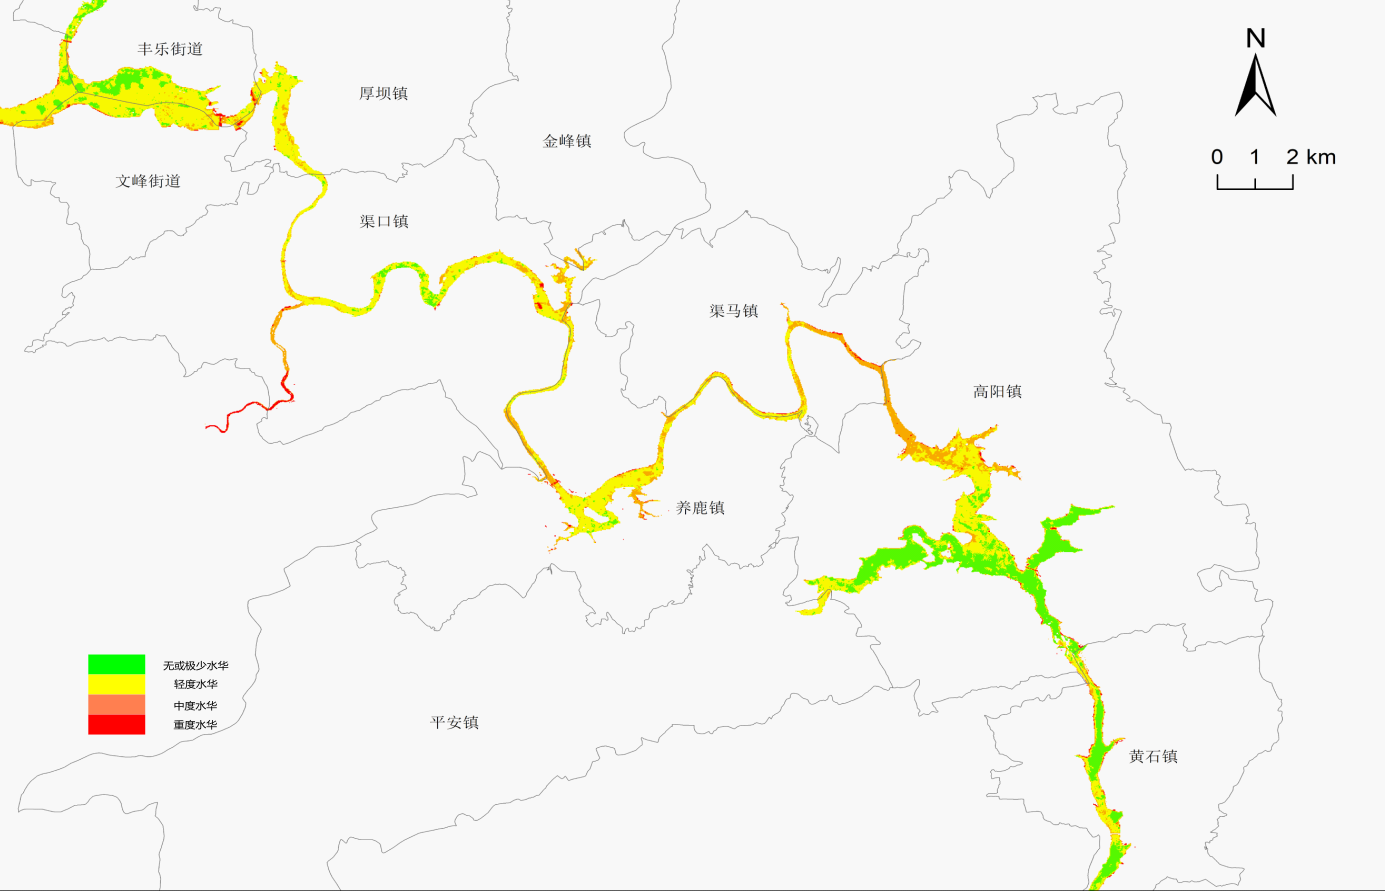 丰乐街道
N
厚坝镇
金峰镇
0 1 2 km
文峰街道
渠口镇
渠马镇
高阳镇
养鹿镇
无或极少水华
轻度水华
中度水华
重度水华
平安镇
黄石镇